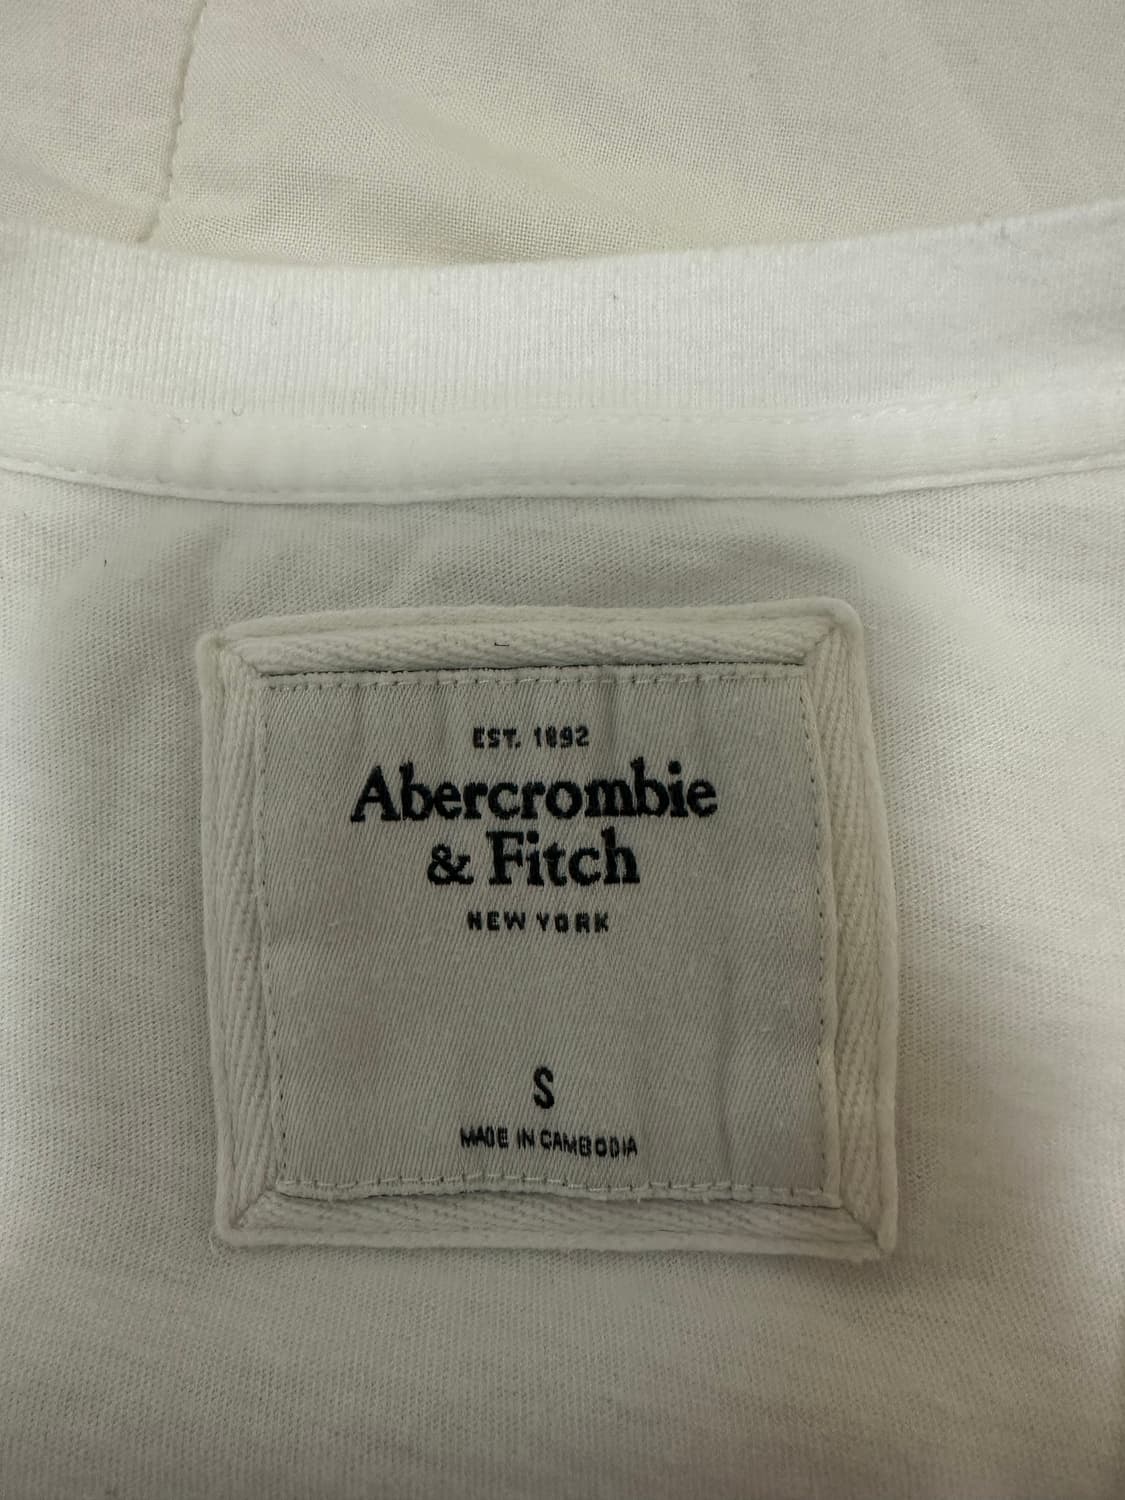 EST. 1892
Abercrombie
& Fitch
NEW YORK
S
MADE IN CAMBODIA